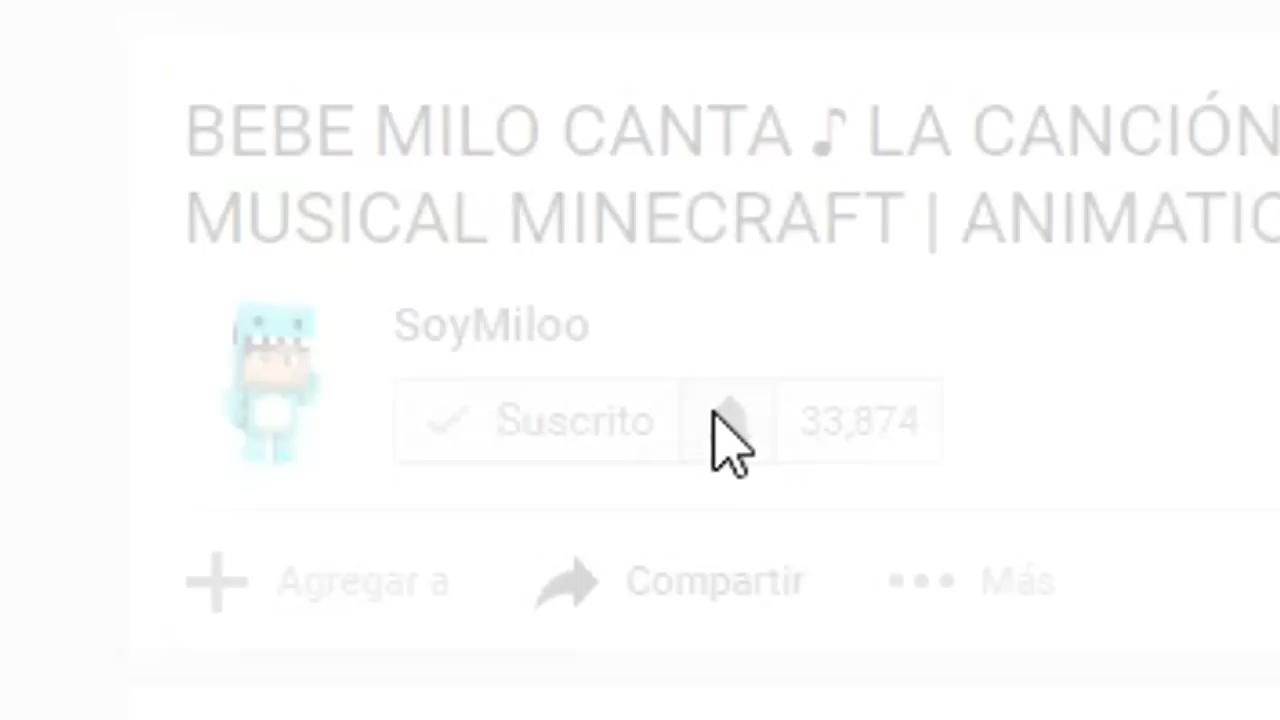 BEBE MILO CANTA ♪ LA CANCIÓN
MUSICAL MINECRAFT | ANIMATIC
SoyMiloo
Suscrito 33,874
Agregar a Compartir Más